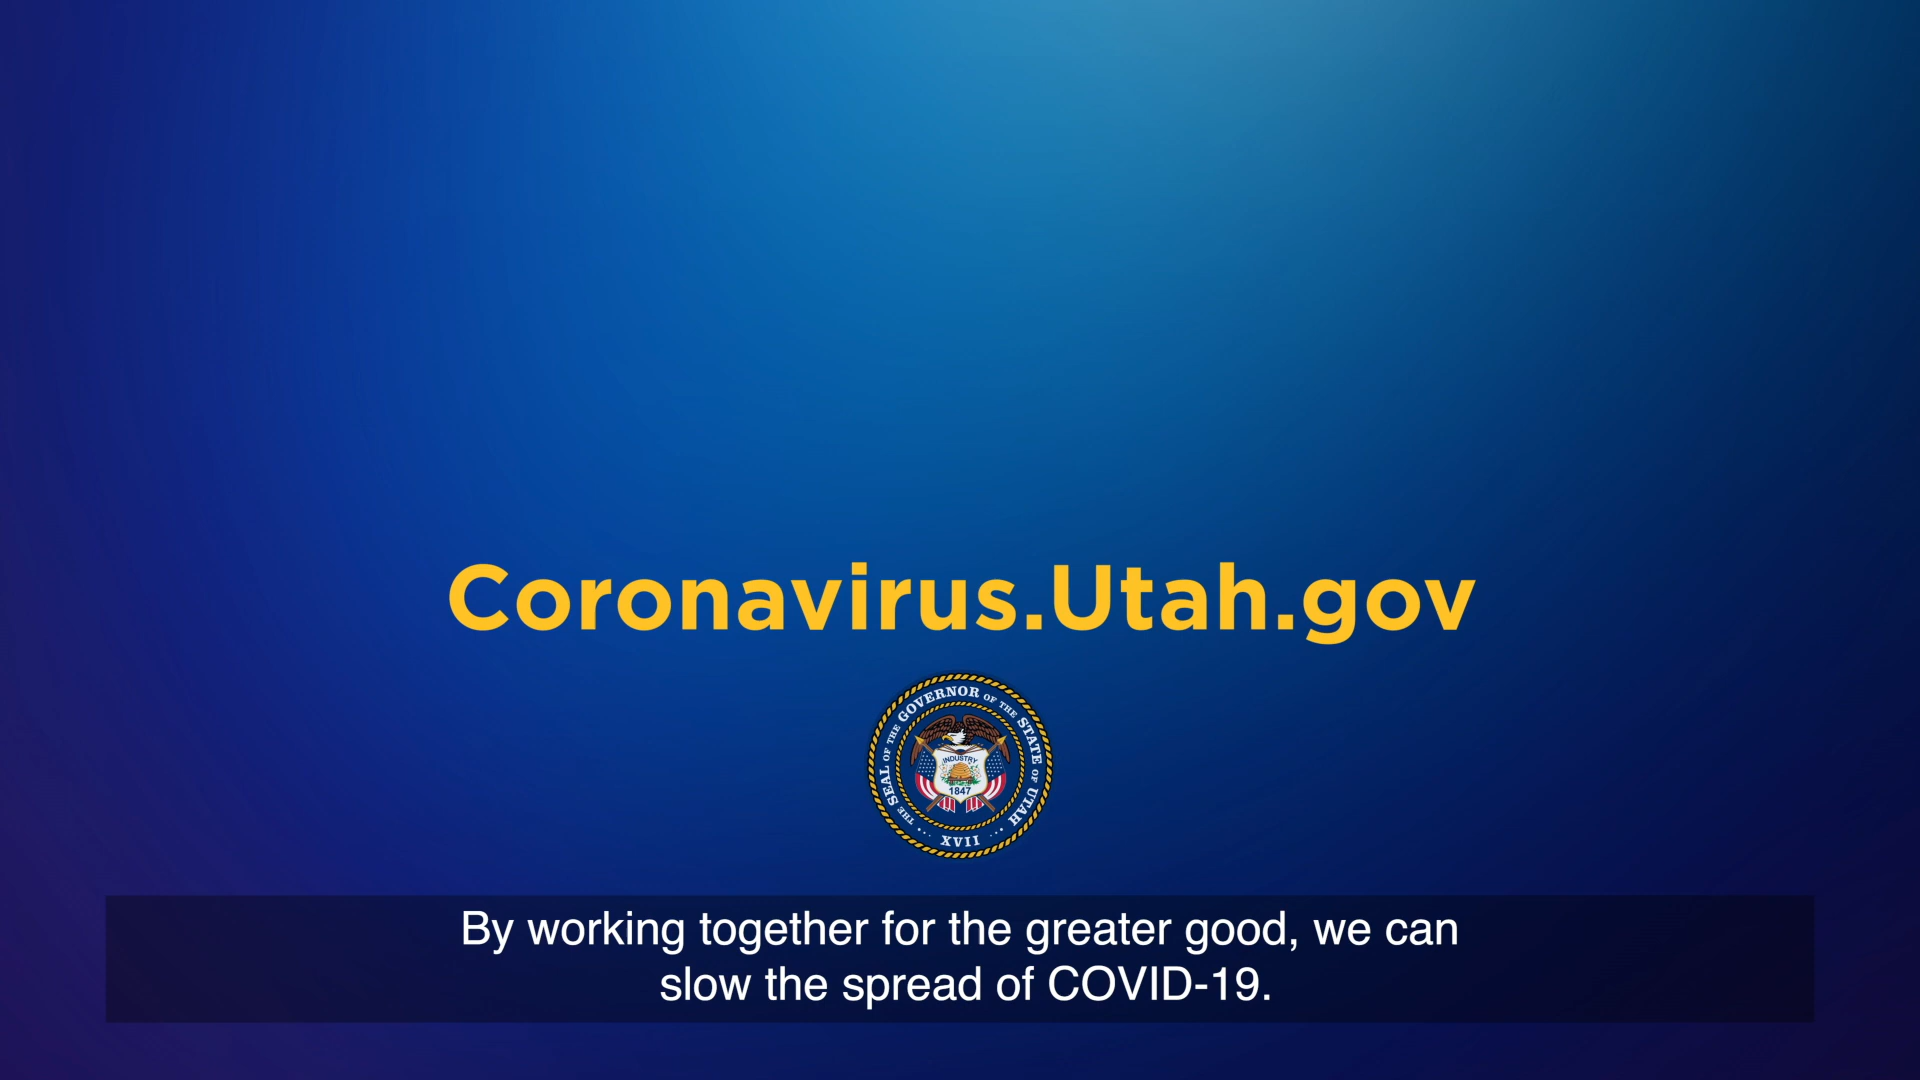 Coronavirus.Utah.gov
THE SEAL OF THE GOVERNOR OF THE STATE OF UTAH
INDUSTRY
1847
XVII
By working together for the greater good, we can
slow the spread of COVID-19.